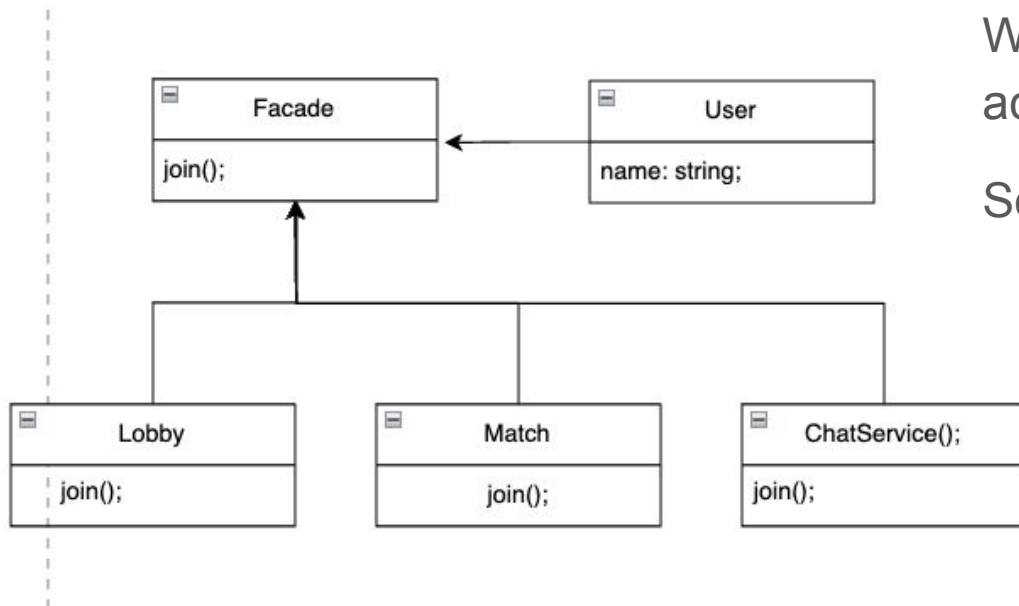 Facade
join();
User
name: string;
Lobby
join();
Match
join();
ChatService();
join();